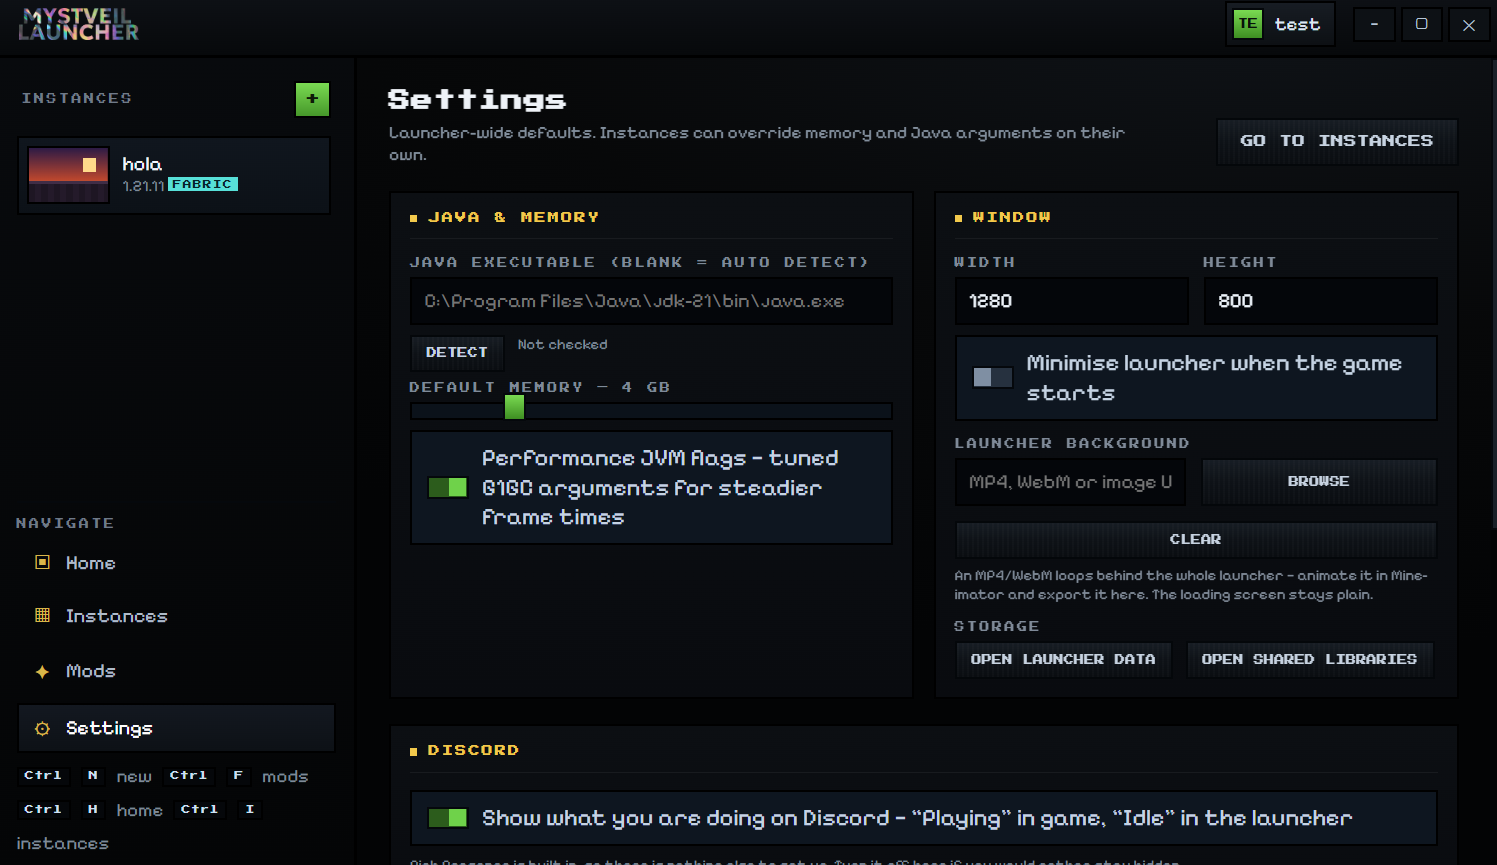 MYSTVEIL
LAUNCHER
TE test
INSTANCES
+
hola
1.21.11 FABRIC
NAVIGATE
Home
Instances
Mods
Settings
Ctrl N new Ctrl F mods
Ctrl H home Ctrl I
instances
Settings
Launcher-wide defaults. Instances can override memory and Java arguments on their
own.
GO TO INSTANCES
JAVA & MEMORY
JAVA EXECUTABLE (BLANK = AUTO DETECT)
C:\Program Files\Java\jdk-21\bin\java.exe
DETECT Not checked
DEFAULT MEMORY — 4 GB
Performance JVM flags – tuned
G1GC arguments for steadier
frame times
WINDOW
WIDTH HEIGHT
1280 800
Minimise launcher when the game
starts
LAUNCHER BACKGROUND
MP4, WebM or image U BROWSE
CLEAR
An MP4/WebM loops behind the whole launcher – animate it in Mine-
imator and export it here. The loading screen stays plain.
STORAGE
OPEN LAUNCHER DATA OPEN SHARED LIBRARIES
DISCORD
Show what you are doing on Discord – “Playing” in game, “Idle” in the launcher